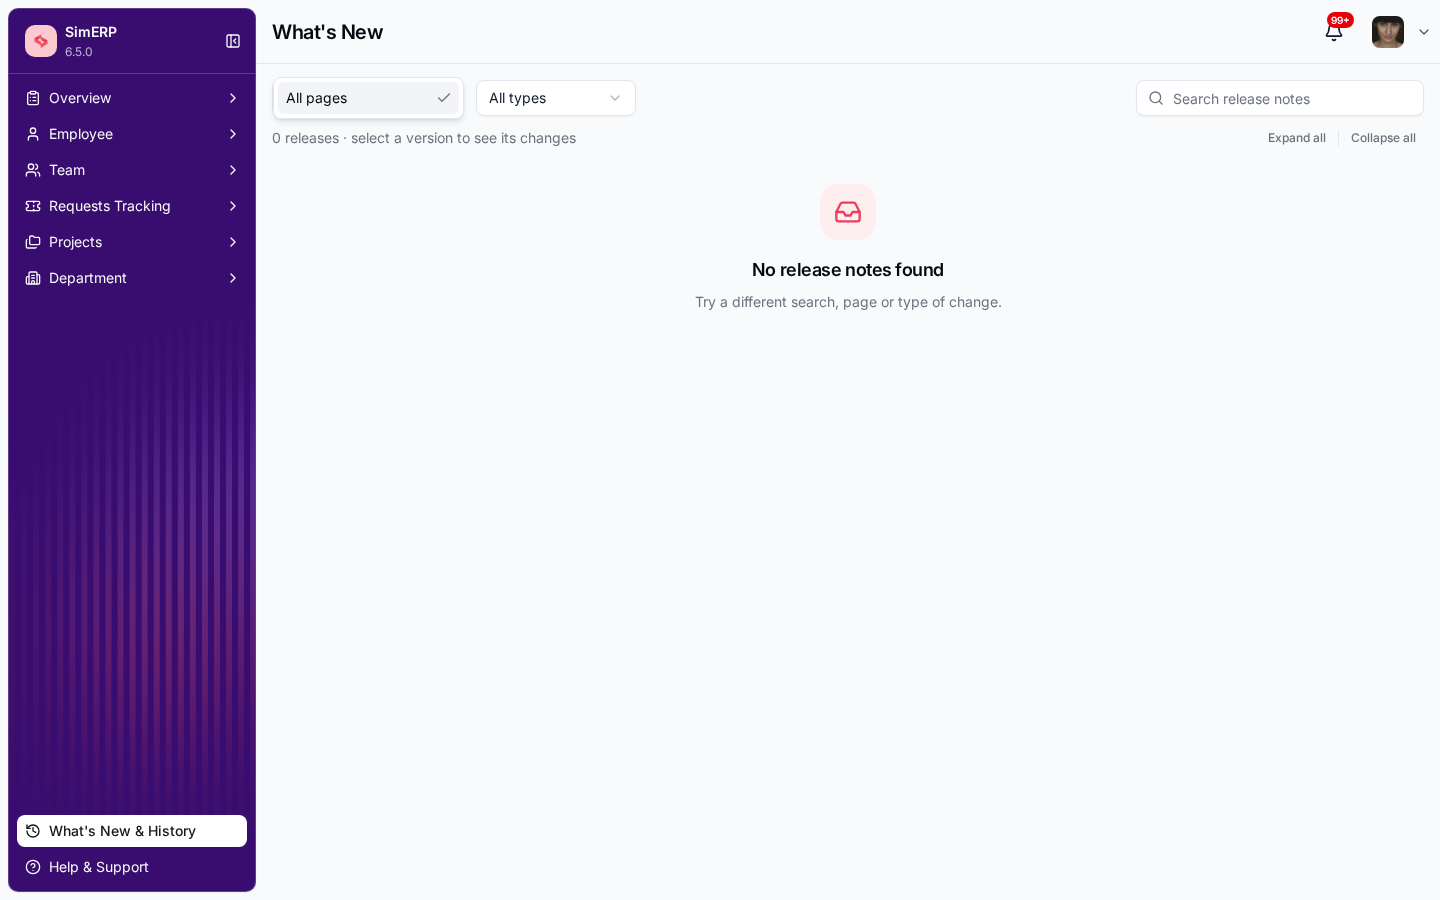 SimERP
6.5.0
Overview
Employee
Team
Requests Tracking
Projects
Department
What's New & History
Help & Support
What's New
99+
All pages
All types
Search release notes
0 releases · select a version to see its changes
Expand all
Collapse all
No release notes found
Try a different search, page or type of change.